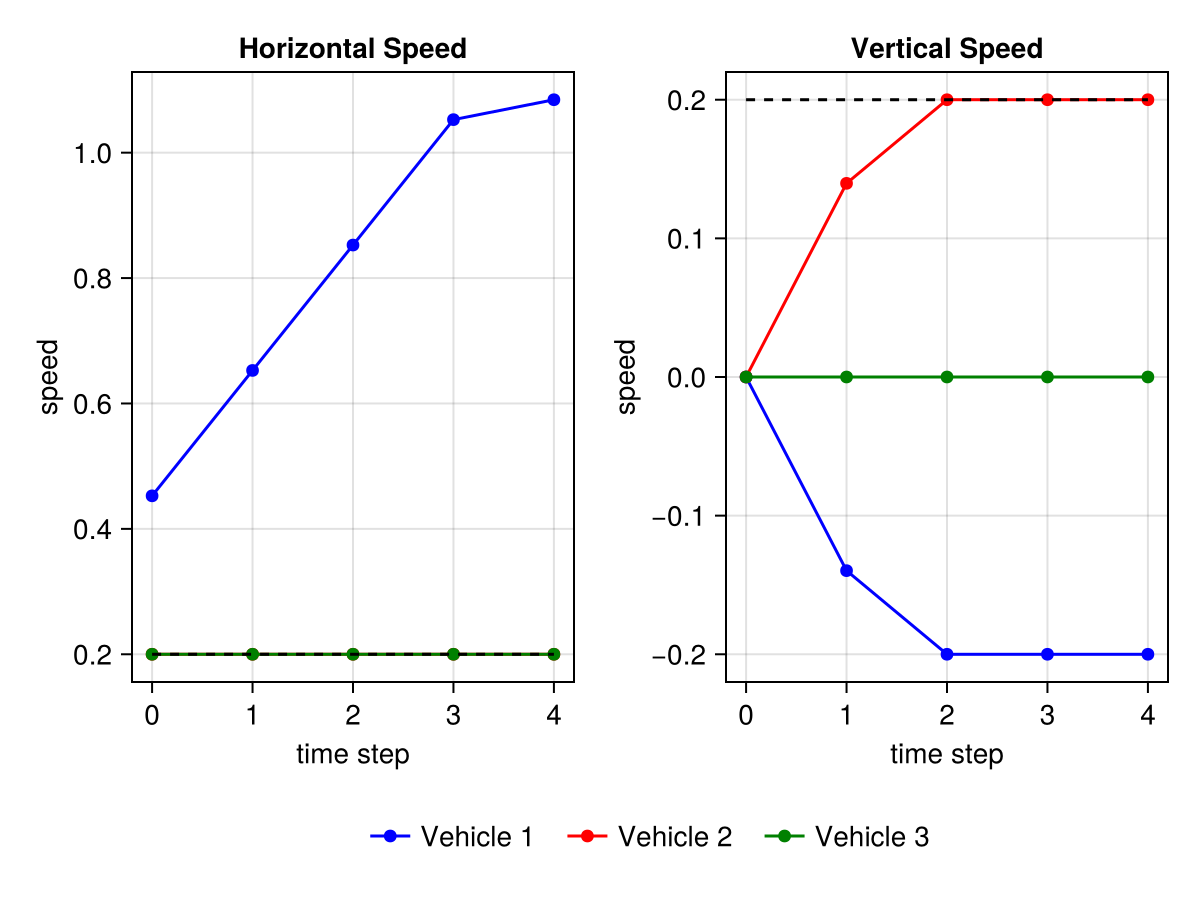 Horizontal Speed
Vertical Speed
speed
1.0
0.8
0.6
0.4
0.2
0 1 2 3 4
time step
speed
0.2
0.1
0.0
−0.1
−0.2
0 1 2 3 4
time step
Vehicle 1 Vehicle 2 Vehicle 3